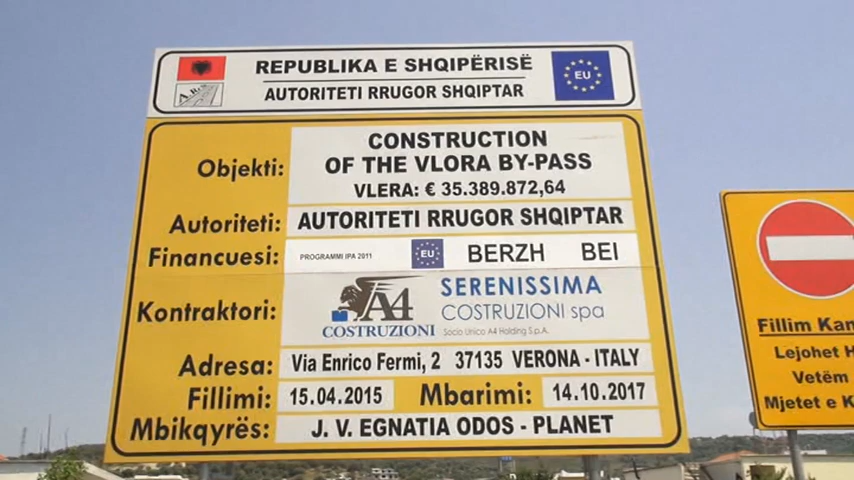 REPUBLIKA E SHQIPËRISË
AUTORITETI RRUGOR SHQIPTAR
EU
Objekti: CONSTRUCTION
OF THE VLORA BY-PASS
VLERA: € 35.389.872,64
Autoriteti: AUTORITETI RRUGOR SHQIPTAR
Financuesi: PROGRAMMI IPA 2011 EU BERZH BEI
Kontraktori: A4 COSTRUZIONI
SERENISSIMA
COSTRUZIONI spa
Socio Unico A4 Holding S.p.A.
Adresa: Via Enrico Fermi, 2 37135 VERONA - ITALY
Fillimi: 15.04.2015 Mbarimi: 14.10.2017
Mbikqyrës: J. V. EGNATIA ODOS - PLANET
Fillim Kan
Lejohet H
Vetëm
Mjetet e K